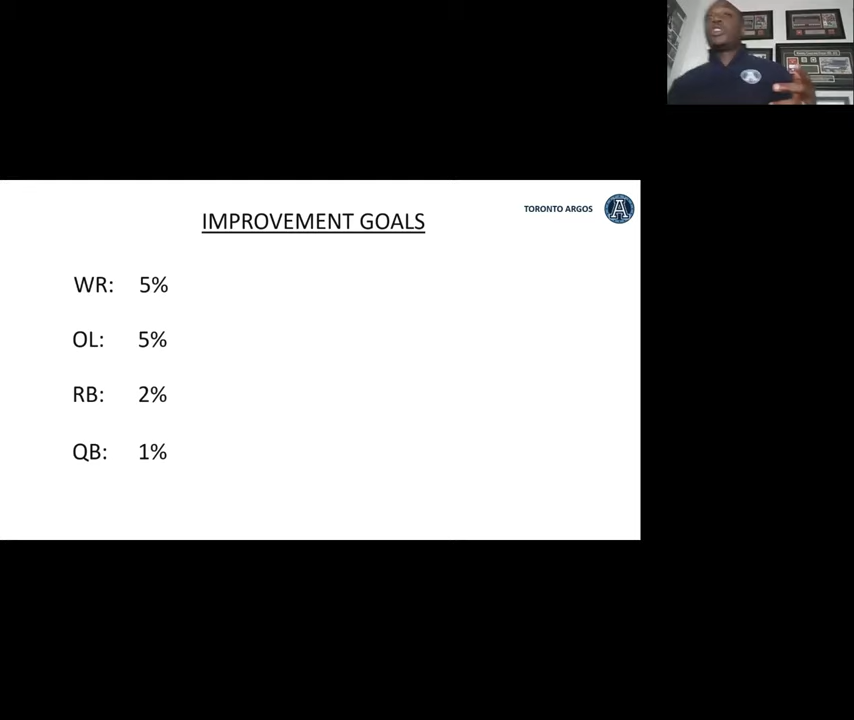 IMPROVEMENT GOALS
TORONTO ARGOS
A
WR: 5%
OL: 5%
RB: 2%
QB: 1%